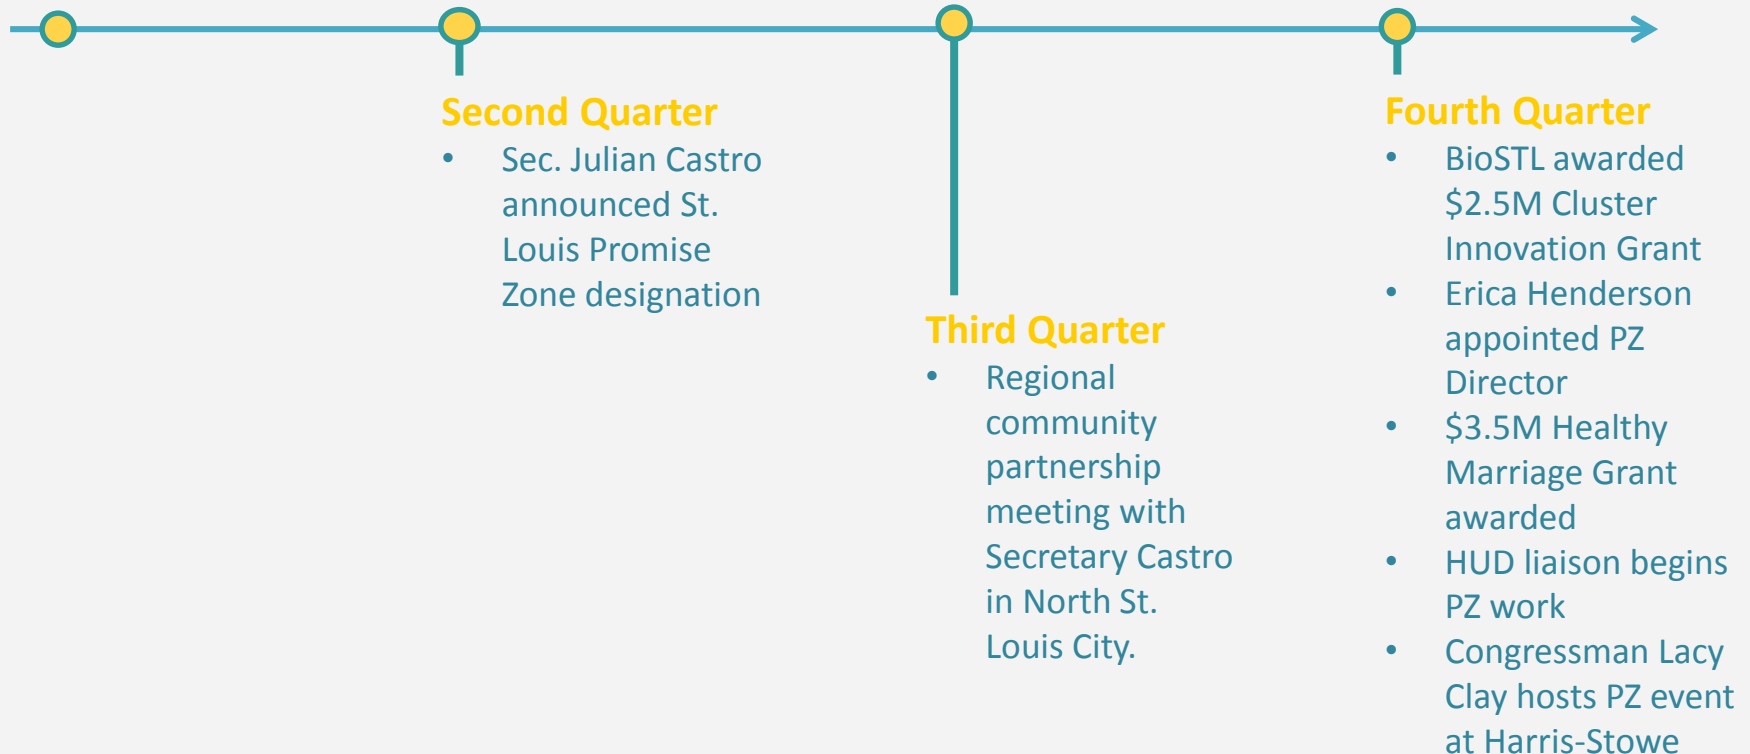 Second Quarter
• Sec. Julian Castro
announced St.
Louis Promise
Zone designation
Third Quarter
• Regional
community
partnership
meeting with
Secretary Castro
in North St.
Louis City.
Fourth Quarter
• BioSTL awarded
$2.5M Cluster
Innovation Grant
• Erica Henderson
appointed PZ
Director
• $3.5M Healthy
Marriage Grant
awarded
• HUD liaison begins
PZ work
• Congressman Lacy
Clay hosts PZ event
at Harris-Stowe